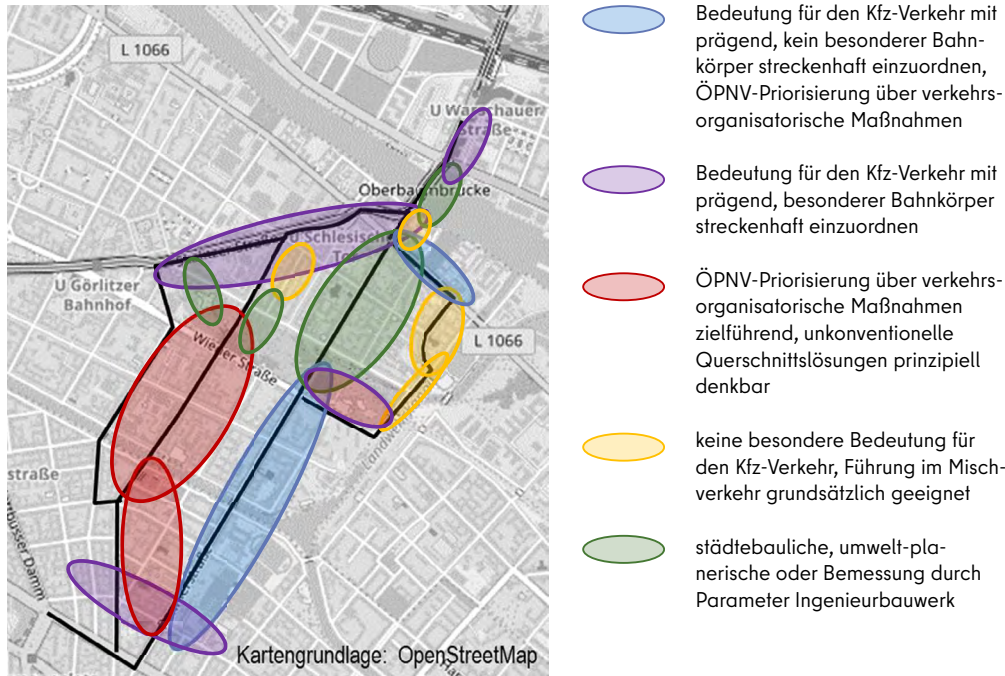 L 1066
U Warschauer
Straße
Oberbaumbrücke
U Schlesisch
U Görlitzer
Bahnhof
L 1066
Wiener Straße
straße
Damm
Kartengrundlage: OpenStreetMap
Bedeutung für den Kfz-Verkehr mit
prägend, kein besonderer Bahn-
körper streckenhaft einzuordnen,
ÖPNV-Priorisierung über verkehrs-
organisatorische Maßnahmen
Bedeutung für den Kfz-Verkehr mit
prägend, besonderer Bahnkörper
streckenhaft einzuordnen
ÖPNV-Priorisierung über verkehrs-
organisatorische Maßnahmen
zielführend, unkonventionelle
Querschnittslösungen prinzipiell
denkbar
keine besondere Bedeutung für
den Kfz-Verkehr, Führung im Misch-
verkehr grundsätzlich geeignet
städtebauliche, umwelt-pla-
nerische oder Bemessung durch
Parameter Ingenieurbauwerk